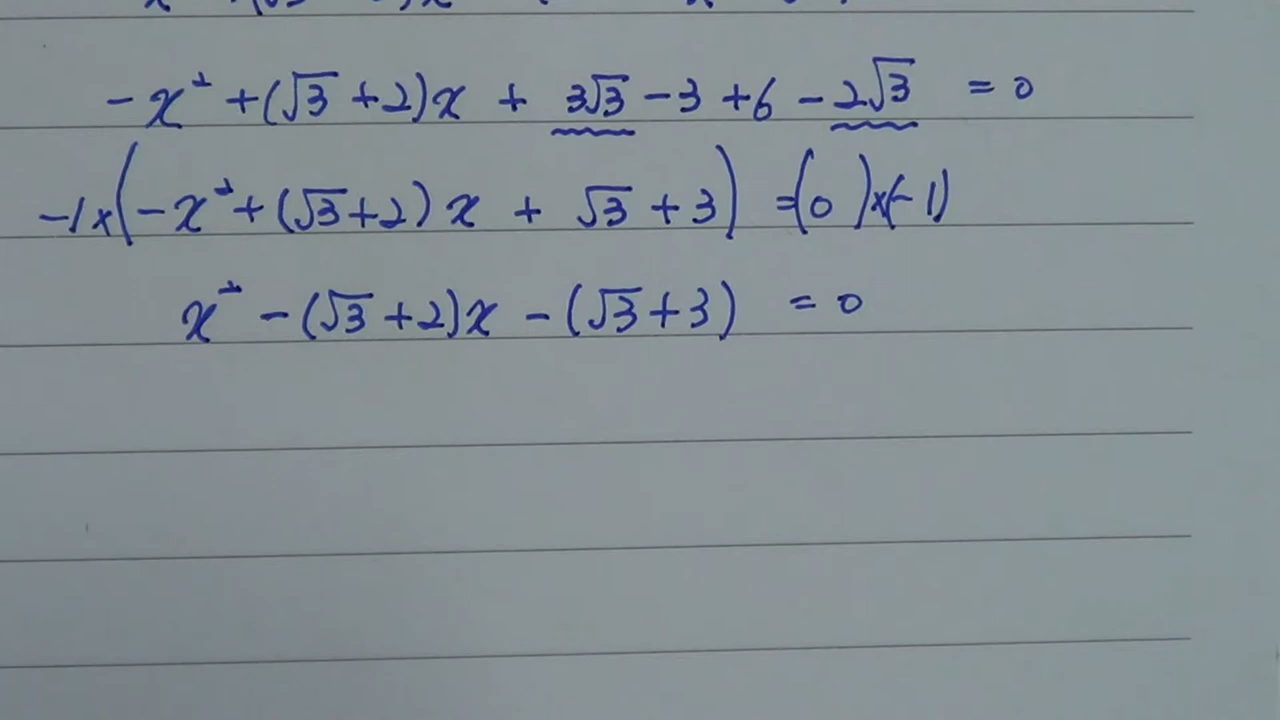 -x² + (√3 + 2)x + 3√3 - 3 + 6 - 2√3 = 0
-1×(-x² + (√3+2) x + √3 + 3) = (0)×(-1)
x² - (√3 + 2)x - (√3 + 3) = 0